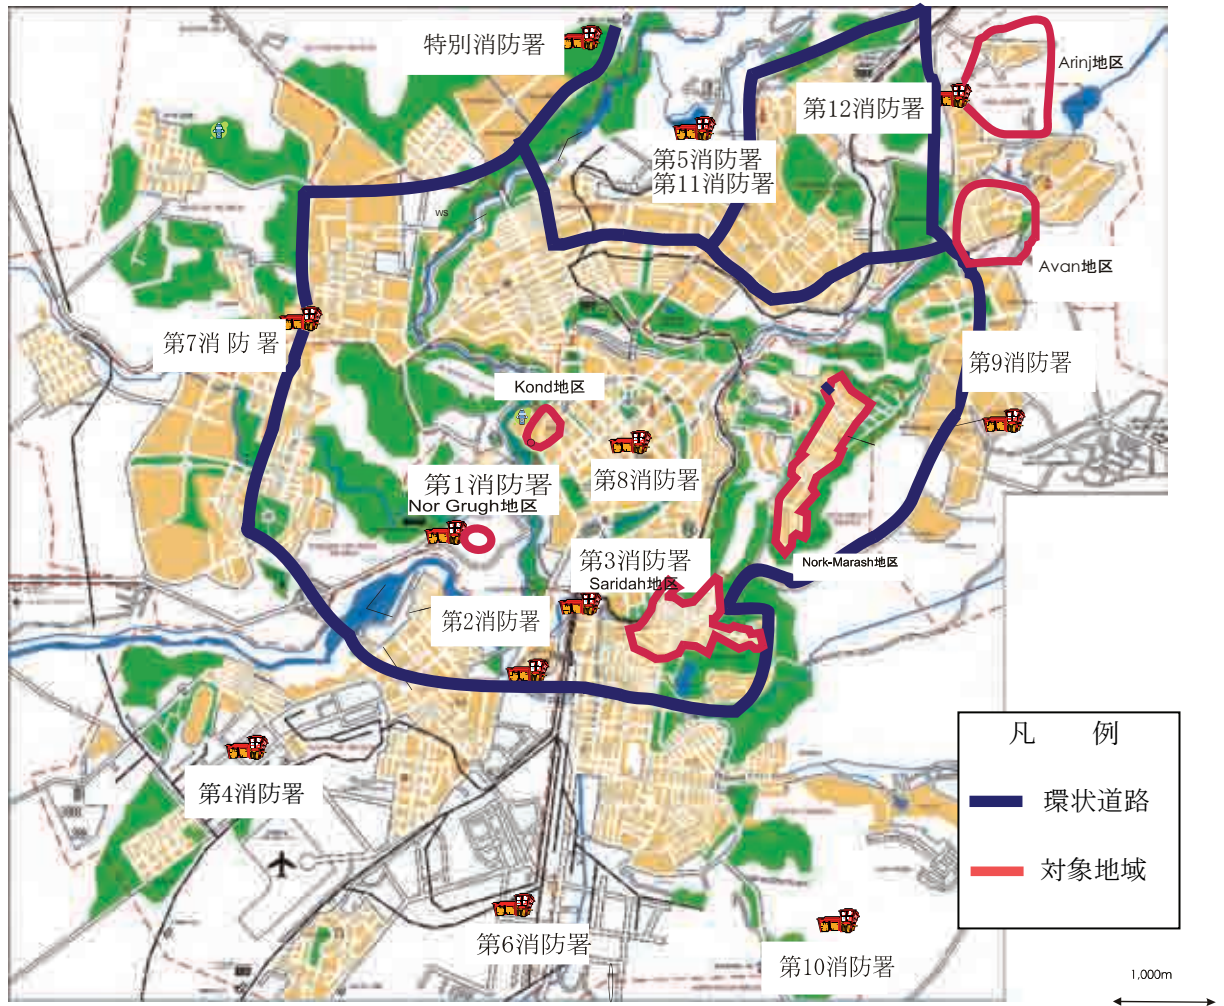 特別消防署
Arinj地区
第12消防署
第5消防署
第11消防署
ws
Avan地区
第7消 防 署
第9消防署
Kond地区
第8消防署
第1消防署
Nor Grugh地区
第3消防署
Saridah地区
Nork-Marash地区
第2消防署
第4消防署
第6消防署
第10消防署
凡 例
環状道路
対象地域
1,000m